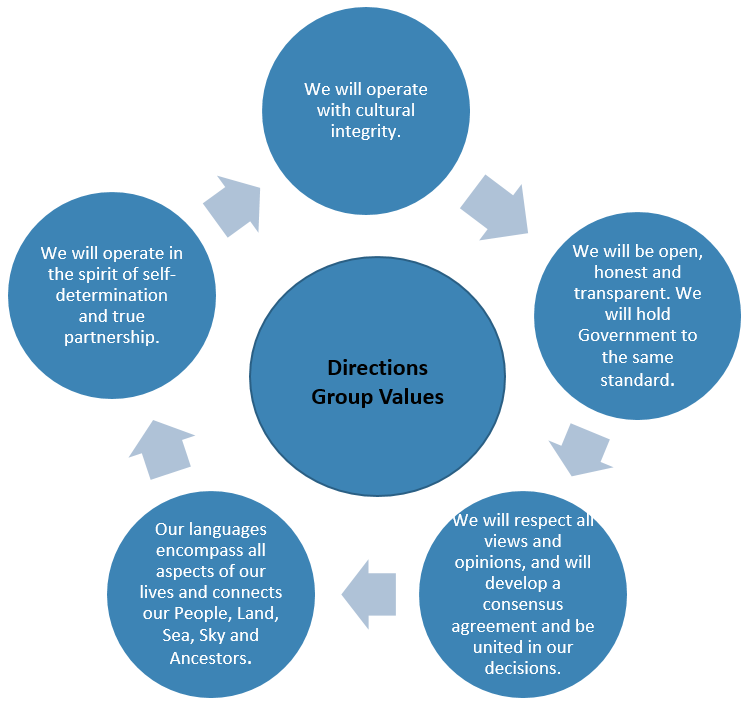 We will operate
with cultural
integrity.
We will be open,
honest and
transparent. We
will hold
Government to
the same
standard.
We will respect all
views and
opinions, and will
develop a
consensus
agreement and be
united in our
decisions.
Our languages
encompass all
aspects of our
lives and connects
our People, Land,
Sea, Sky and
Ancestors.
We will operate in
the spirit of self-
determination
and true
partnership.
Directions
Group Values